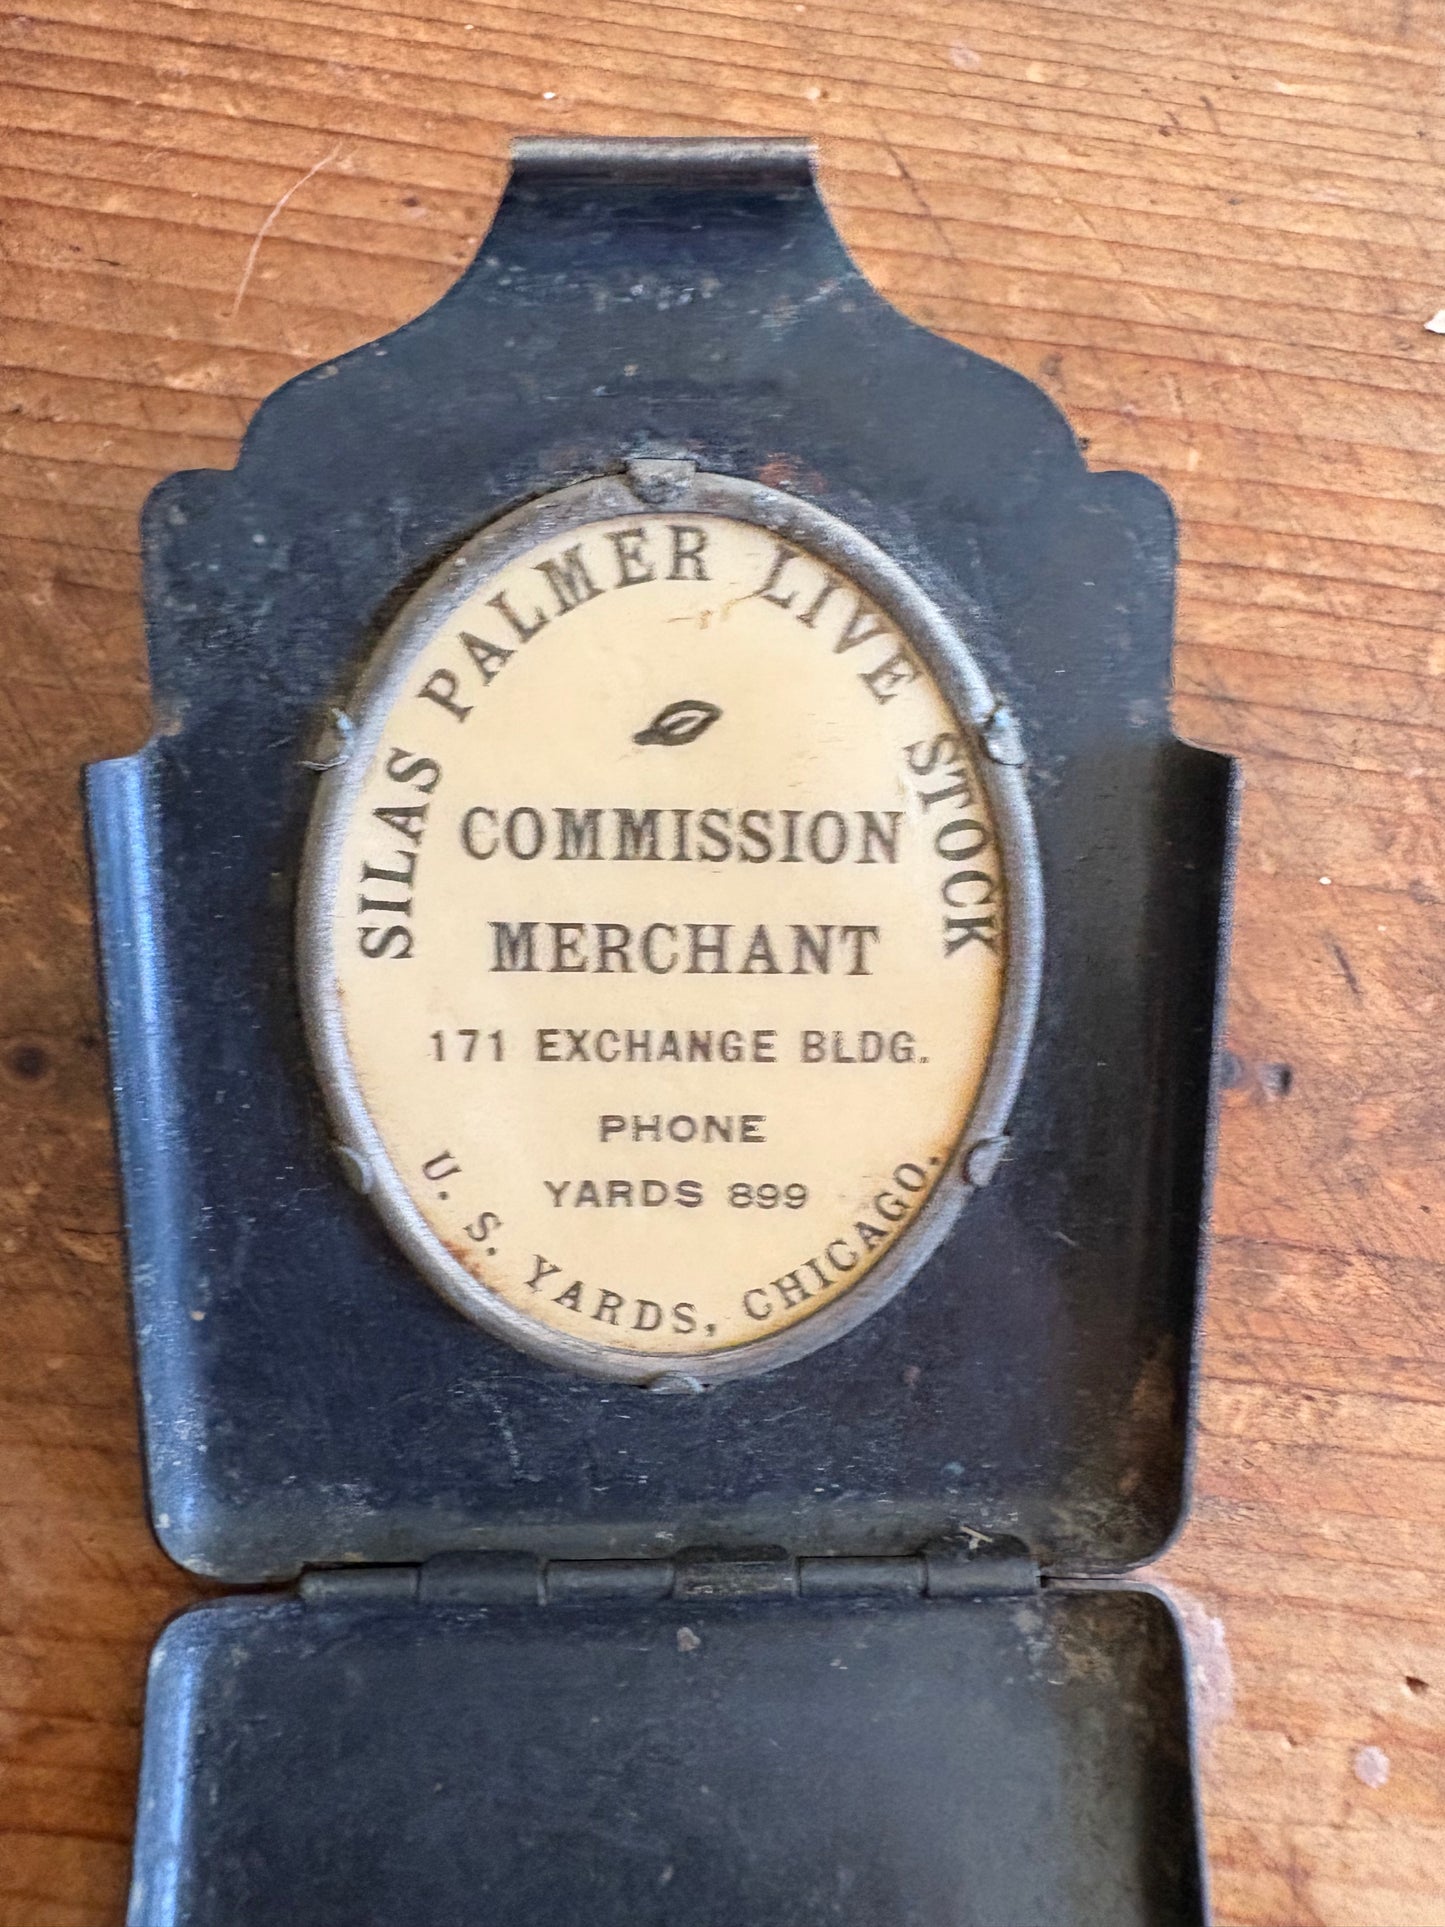 SILAS PALMER LIVE STOCK
COMMISSION
MERCHANT
171 EXCHANGE BLDG.
PHONE
YARDS 899
U. S. YARDS, CHICAGO.